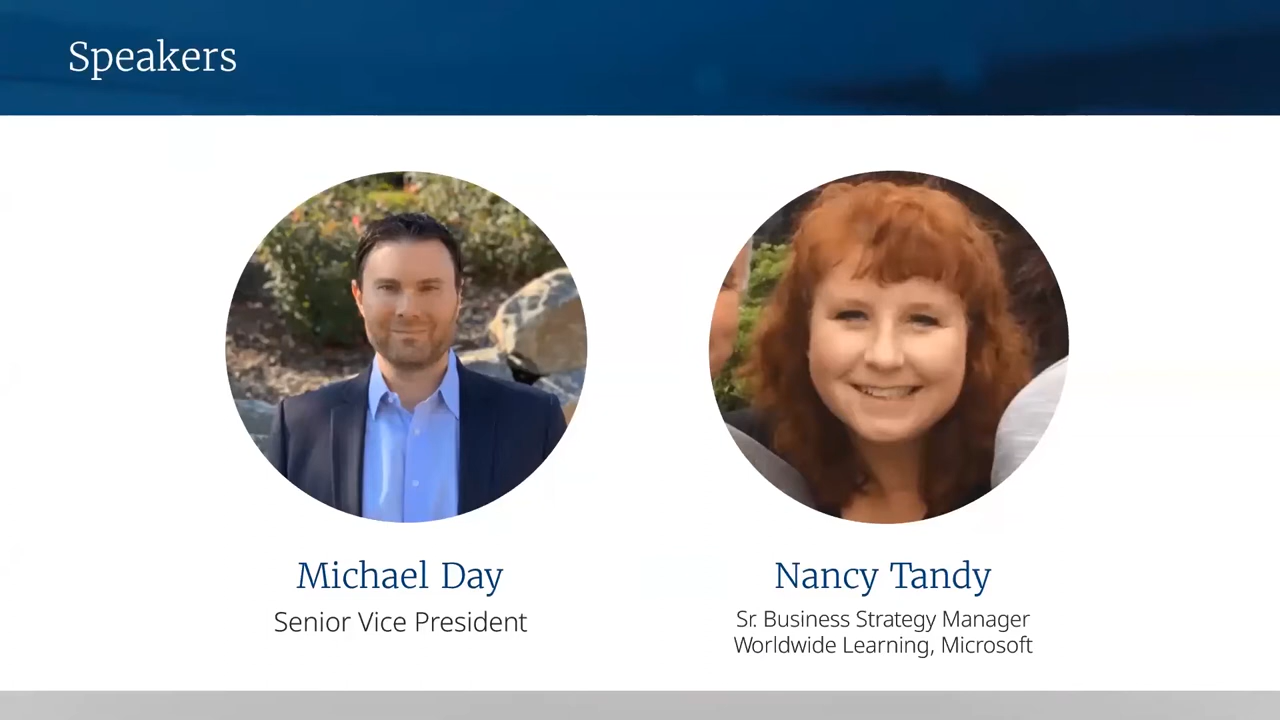 Speakers
Michael Day
Senior Vice President
Nancy Tandy
Sr. Business Strategy Manager
Worldwide Learning, Microsoft